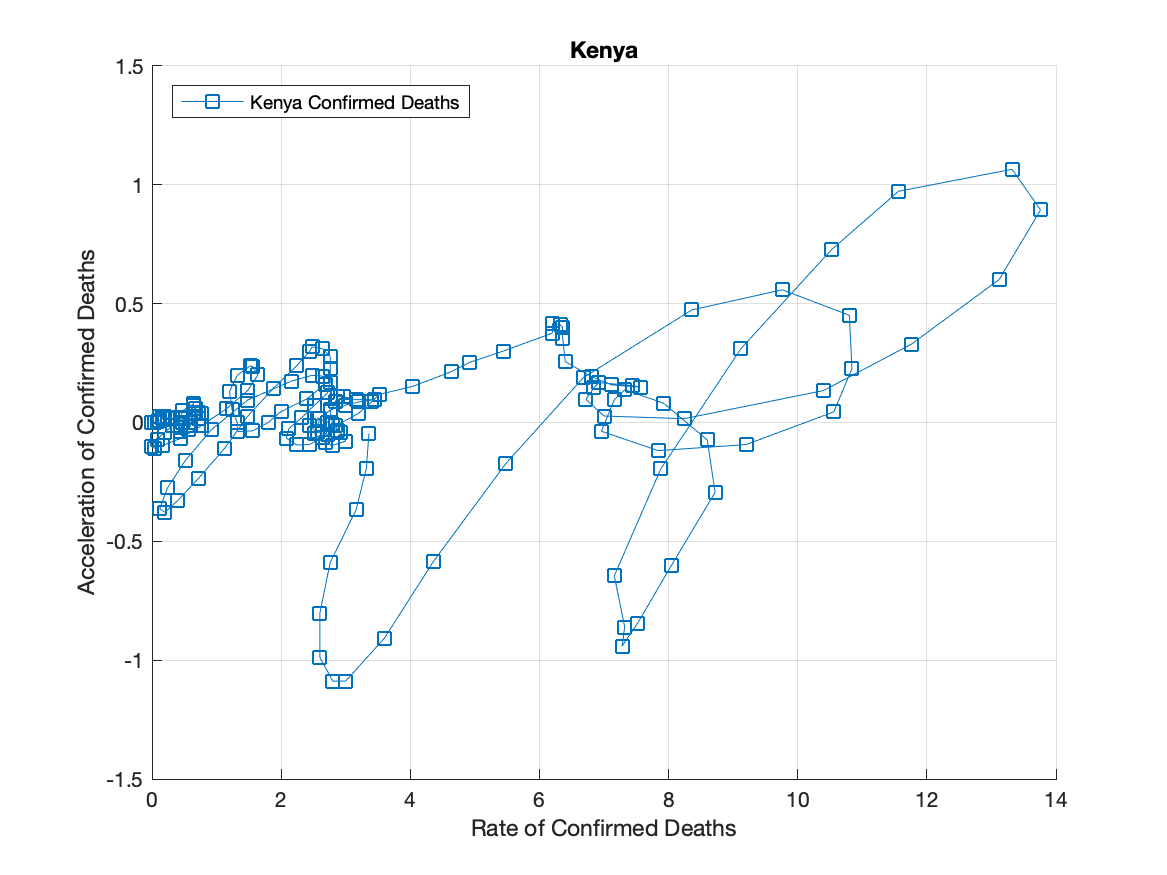 Kenya
1.5
Kenya Confirmed Deaths
1
0.5
0
-0.5
-1
-1.5
Acceleration of Confirmed Deaths
0 2 4 6 8 10 12 14
Rate of Confirmed Deaths